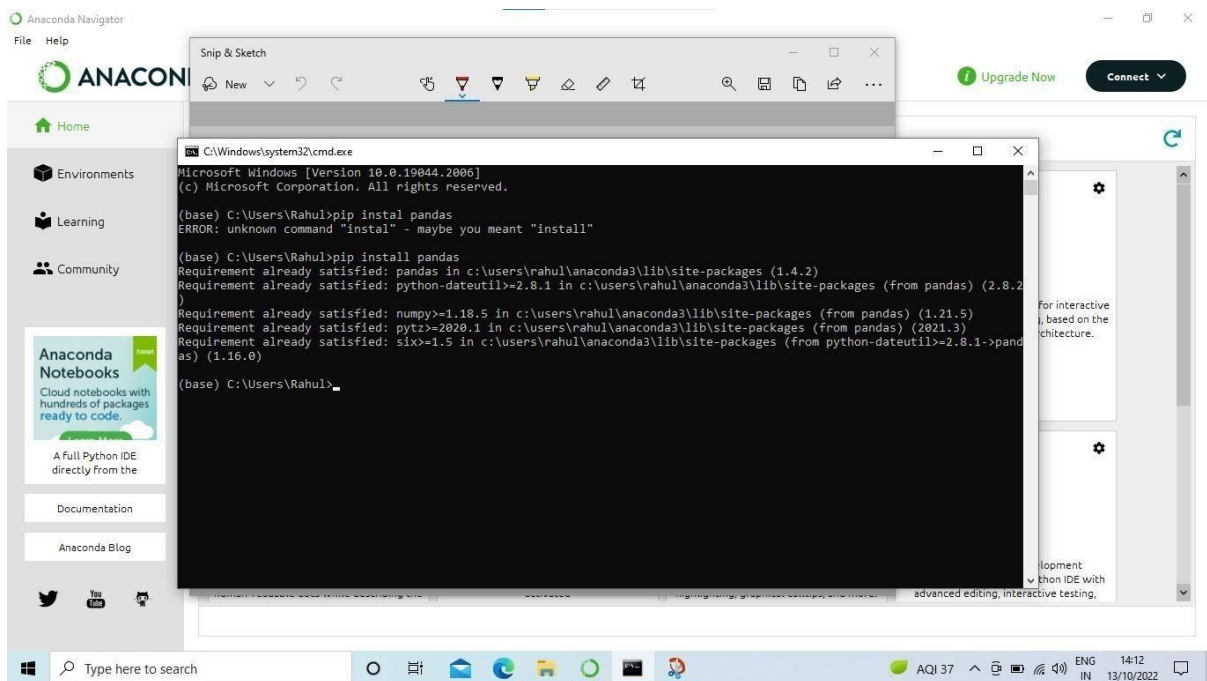 Anaconda Navigator
File Help
ANACON
Upgrade Now
Connect
Snip & Sketch
New
Home
Environments
Learning
Community
C:\Windows\system32\cmd.exe
Microsoft Windows [Version 10.0.19044.2006]
(c) Microsoft Corporation. All rights reserved.
(base) C:\Users\Rahul>pip instal pandas
ERROR: unknown command "instal" - maybe you meant "install"
(base) C:\Users\Rahul>pip install pandas
Requirement already satisfied: pandas in c:\users\rahul\anaconda3\lib\site-packages (1.4.2)
Requirement already satisfied: python-dateutil>=2.8.1 in c:\users\rahul\anaconda3\lib\site-packages (from pandas) (2.8.2
)
Requirement already satisfied: numpy>=1.18.5 in c:\users\rahul\anaconda3\lib\site-packages (from pandas) (1.21.5)
Requirement already satisfied: pytz>=2020.1 in c:\users\rahul\anaconda3\lib\site-packages (from pandas) (2021.3)
Requirement already satisfied: six>=1.5 in c:\users\rahul\anaconda3\lib\site-packages (from python-dateutil>=2.8.1->pand
as) (1.16.0)
(base) C:\Users\Rahul>
for interactive
, based on the
rchitecture.
Anaconda
Notebooks
New!
Cloud notebooks with
hundreds of packages
ready to code.
A full Python IDE
directly from the
Documentation
Anaconda Blog
You
Tube
elopment
thon IDE with
advanced editing, interactive testing,
Type here to search
AQI 37
ENG
IN
14:12
13/10/2022